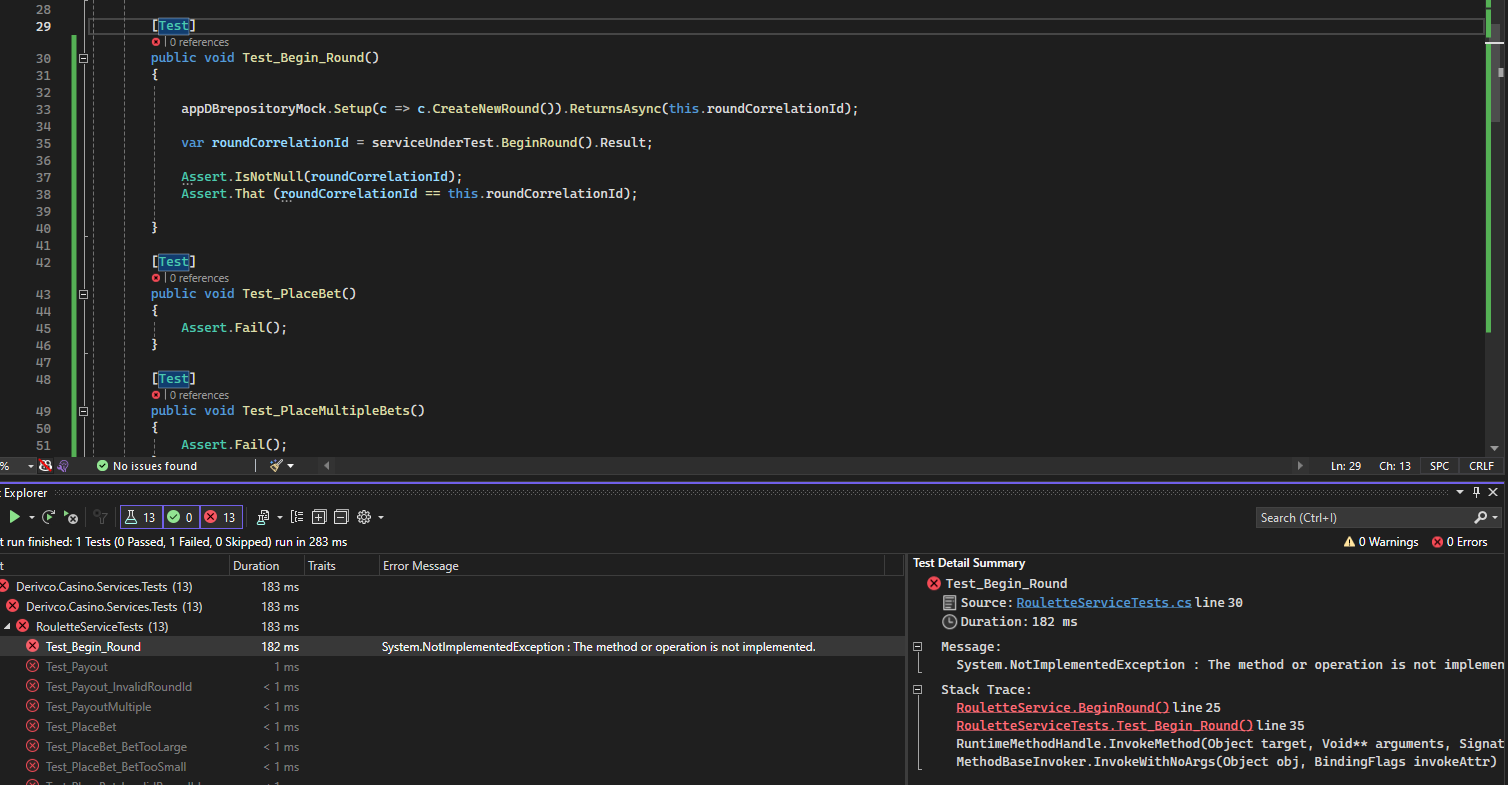 28
29 [Test]
0 references
30 public void Test_Begin_Round()
31 {
32
33 appDBrepositoryMock.Setup(c => c.CreateNewRound()).ReturnsAsync(this.roundCorrelationId);
34
35 var roundCorrelationId = serviceUnderTest.BeginRound().Result;
36
37 Assert.IsNotNull(roundCorrelationId);
38 Assert.That (roundCorrelationId == this.roundCorrelationId);
39
40 }
41
42 [Test]
0 references
43 public void Test_PlaceBet()
44 {
45 Assert.Fail();
46 }
47
48 [Test]
0 references
49 public void Test_PlaceMultipleBets()
50 {
51 Assert.Fail();
% No issues found Ln: 29 Ch: 13 SPC CRLF
Explorer
13 0 13 Search (Ctrl+I)
t run finished: 1 Tests (0 Passed, 1 Failed, 0 Skipped) run in 283 ms 0 Warnings 0 Errors
t Duration Traits Error Message
Derivco.Casino.Services.Tests (13) 183 ms
Derivco.Casino.Services.Tests (13) 183 ms
RouletteServiceTests (13) 183 ms
Test_Begin_Round 182 ms System.NotImplementedException : The method or operation is not implemented.
Test_Payout 1 ms
Test_Payout_InvalidRoundId < 1 ms
Test_PayoutMultiple < 1 ms
Test_PlaceBet < 1 ms
Test_PlaceBet_BetTooLarge < 1 ms
Test_PlaceBet_BetTooSmall < 1 ms
Test Detail Summary
Test_Begin_Round
Source: RouletteServiceTests.cs line 30
Duration: 182 ms
Message:
System.NotImplementedException : The method or operation is not implemen
Stack Trace:
RouletteService.BeginRound() line 25
RouletteServiceTests.Test_Begin_Round() line 35
RuntimeMethodHandle.InvokeMethod(Object target, Void** arguments, Signat
MethodBaseInvoker.InvokeWithNoArgs(Object obj, BindingFlags invokeAttr)